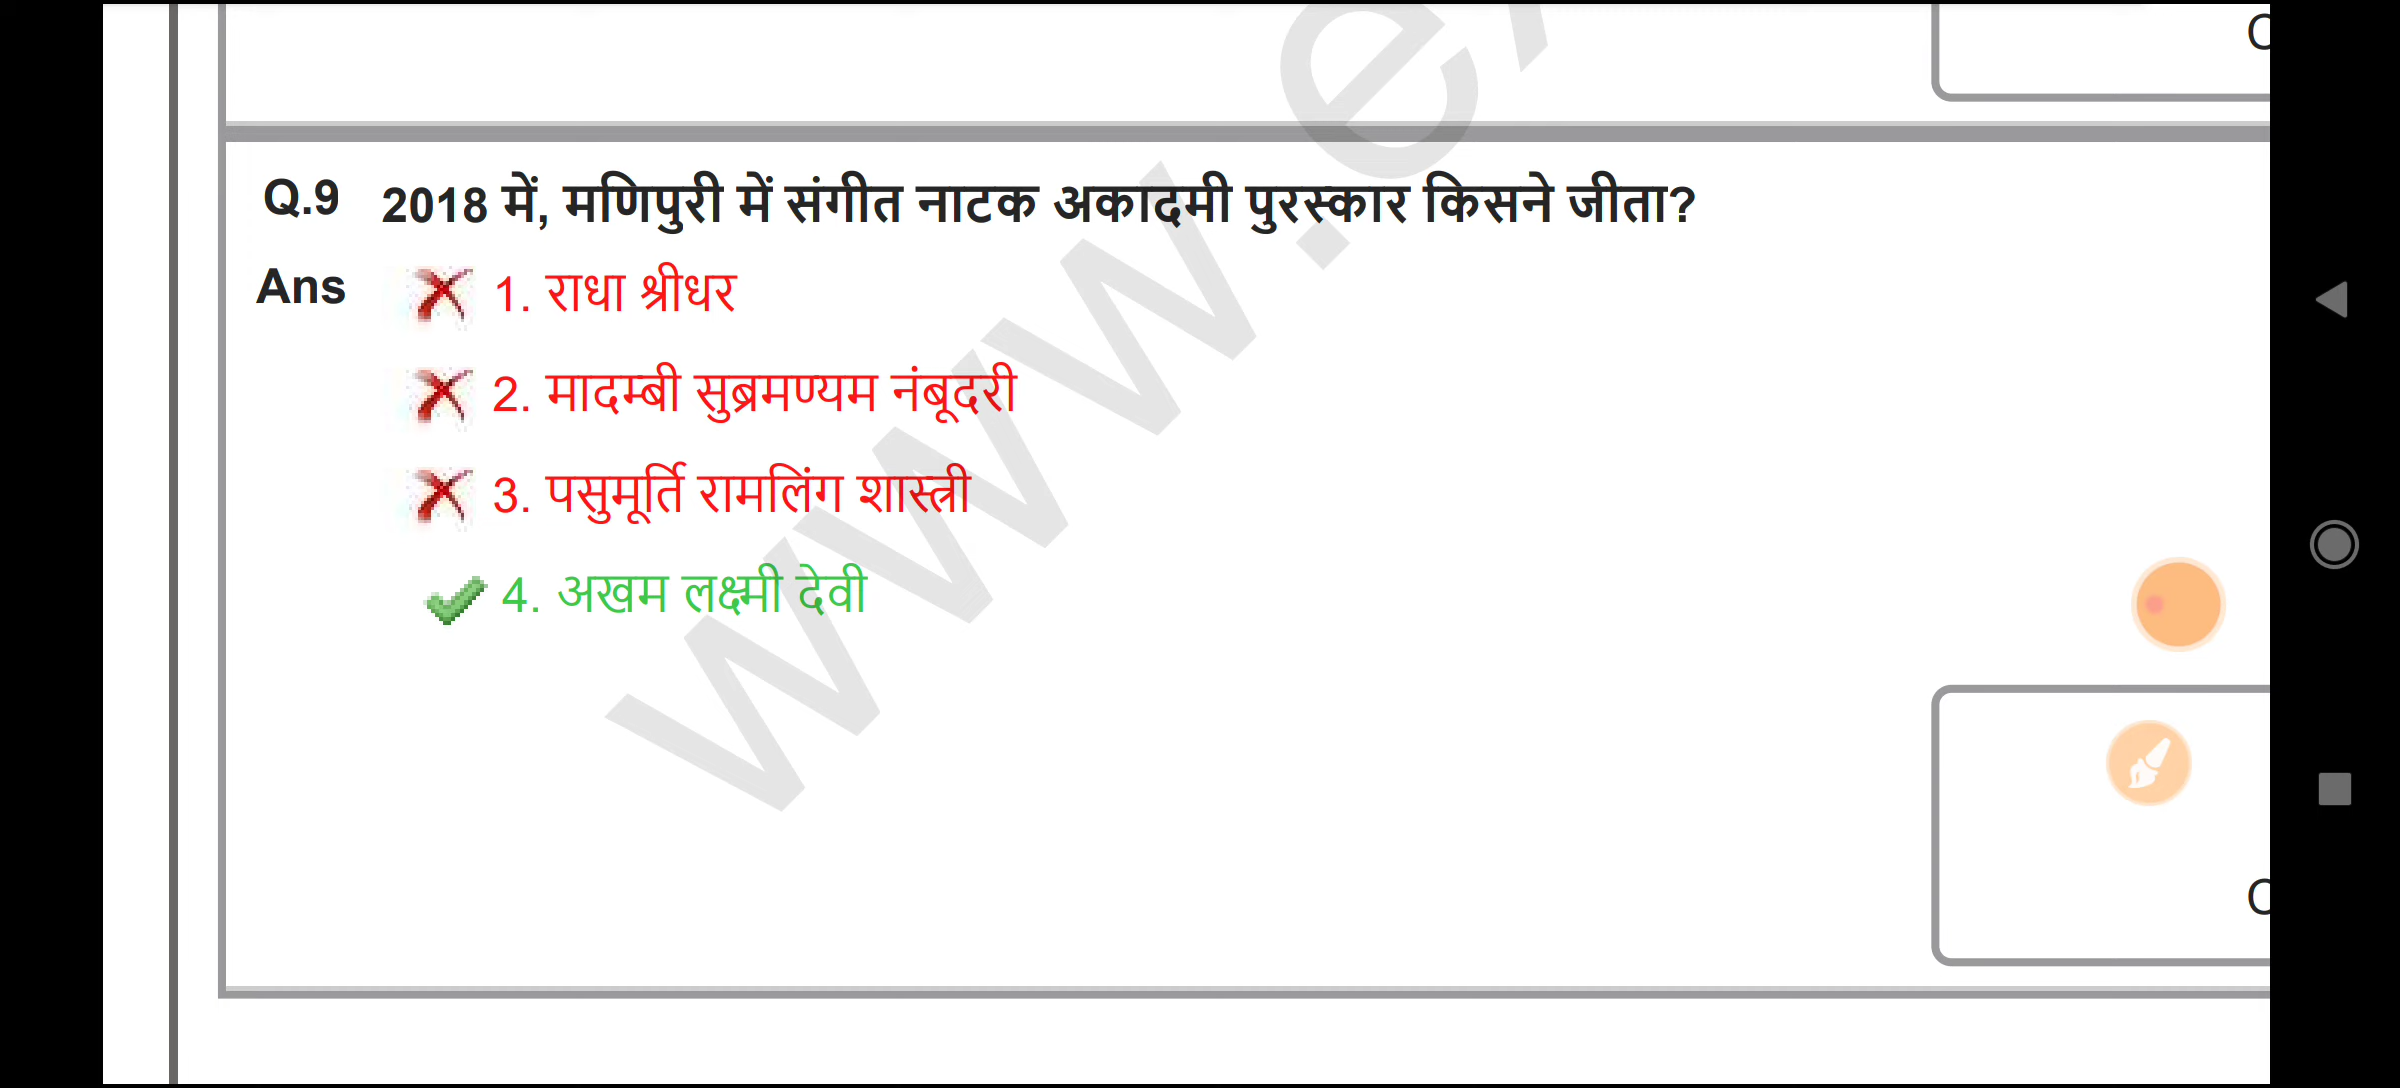 Q.9 2018 में, मणिपुरी में संगीत नाटक अकादमी पुरस्कार किसने जीता?
Ans 1. राधा श्रीधर
2. मादम्बी सुब्रमण्यम नंबूदरी
3. पसुमूर्ति रामलिंग शास्त्री
4. अखम लक्ष्मी देवी
www.e